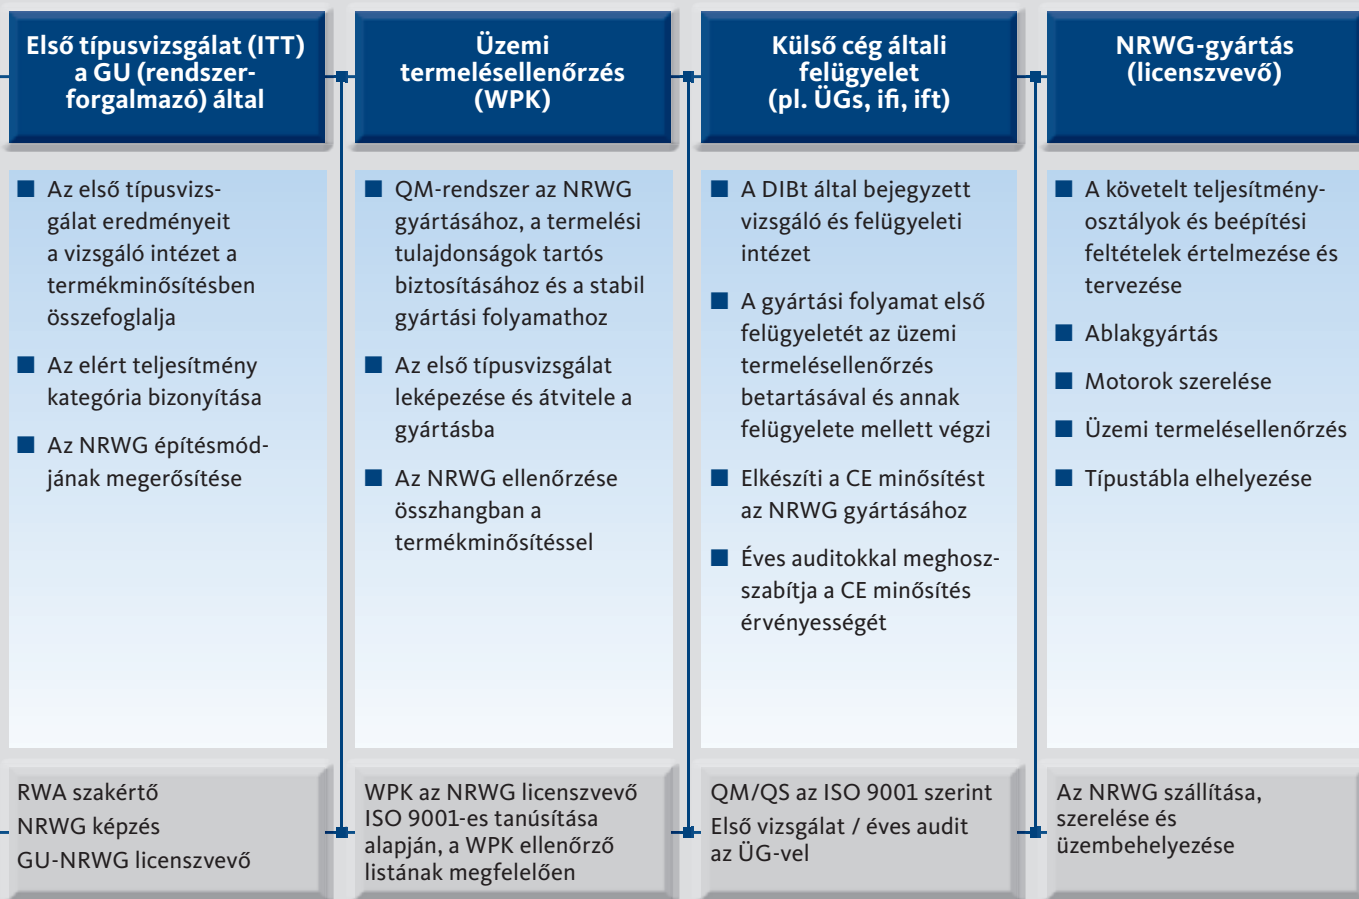 Első típusvizsgálat (ITT)
a GU (rendszer-
forgalmazó) által
Az első típusvizs-
gálat eredményeit
a vizsgáló intézet a
termékminősítésben
összefoglalja
Az elért teljesítmény
kategória bizonyítása
Az NRWG építésmód-
jának megerősítése
RWA szakértő
NRWG képzés
GU-NRWG licenszvevő
Üzemi
termelésellenőrzés
(WPK)
QM-rendszer az NRWG
gyártásához, a termelési
tulajdonságok tartós
biztosításához és a stabil
gyártási folyamathoz
Az első típusvizsgálat
leképezése és átvitele a
gyártásba
Az NRWG ellenőrzése
összhangban a
termékminősítéssel
WPK az NRWG licenszvevő
ISO 9001-es tanúsítása
alapján, a WPK ellenőrző
listának megfelelően
Külső cég általi
felügyelet
(pl. ÜGs, ifi, ift)
A DIBt által bejegyzett
vizsgáló és felügyeleti
intézet
A gyártási folyamat első
felügyeletét az üzemi
termelésellenőrzés
betartásával és annak
felügyelete mellett végzi
Elkészíti a CE minősítést
az NRWG gyártásához
Éves auditokkal meghosz-
szabítja a CE minősítés
érvényességét
QM/QS az ISO 9001 szerint
Első vizsgálat / éves audit
az ÜG-vel
NRWG-gyártás
(licenszvevő)
A követelt teljesítmény-
osztályok és beépítési
feltételek értelmezése és
tervezése
Ablakgyártás
Motorok szerelése
Üzemi termelésellenőrzés
Típustábla elhelyezése
Az NRWG szállítása,
szerelése és
üzembehelyezése